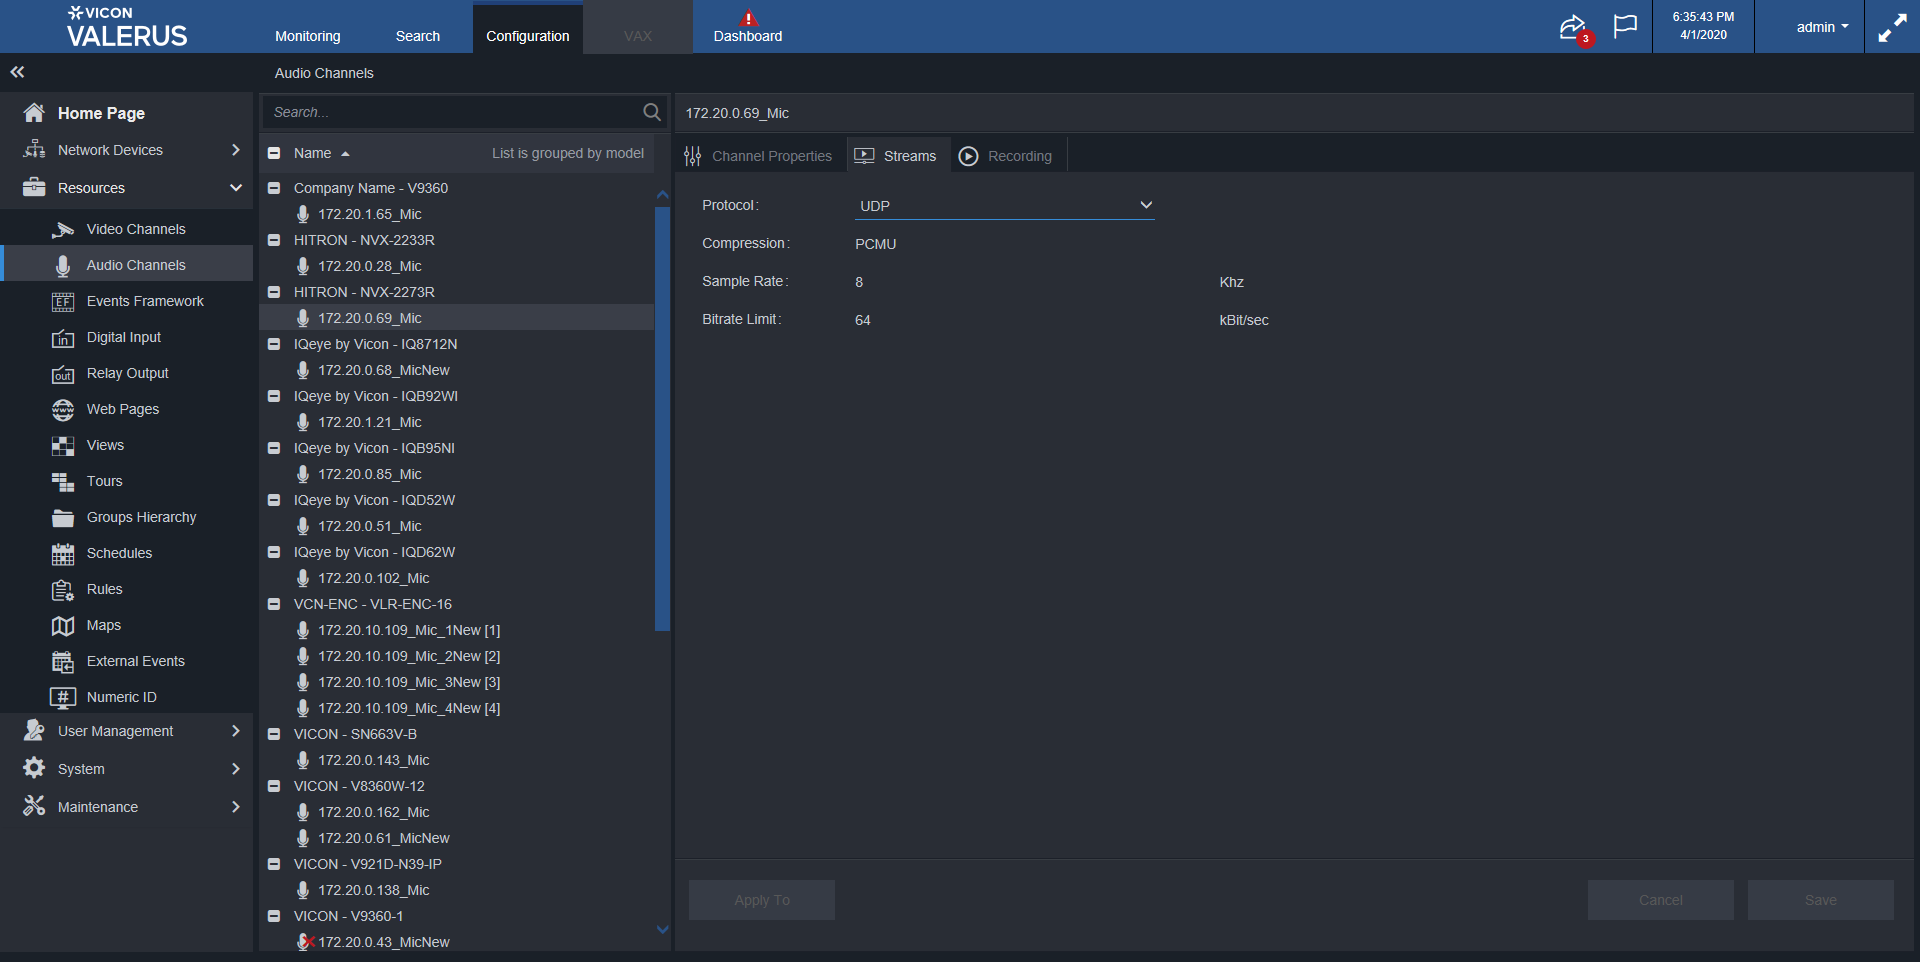 VICON
VALERUS
Monitoring
Search
Configuration
VAX
Dashboard
3
6:35:43 PM
4/1/2020
admin
Audio Channels
Home Page
Network Devices
Resources
Video Channels
Audio Channels
EF
Events Framework
in
Digital Input
out
Relay Output
www
Web Pages
Views
Tours
Groups Hierarchy
Schedules
Rules
Maps
External Events
#
Numeric ID
User Management
System
Maintenance
Search...
Name
List is grouped by model
Company Name - V9360
172.20.1.65_Mic
HITRON - NVX-2233R
172.20.0.28_Mic
HITRON - NVX-2273R
172.20.0.69_Mic
IQeye by Vicon - IQ8712N
172.20.0.68_MicNew
IQeye by Vicon - IQB92WI
172.20.1.21_Mic
IQeye by Vicon - IQB95NI
172.20.0.85_Mic
IQeye by Vicon - IQD52W
172.20.0.51_Mic
IQeye by Vicon - IQD62W
172.20.0.102_Mic
VCN-ENC - VLR-ENC-16
172.20.10.109_Mic_1New [1]
172.20.10.109_Mic_2New [2]
172.20.10.109_Mic_3New [3]
172.20.10.109_Mic_4New [4]
VICON - SN663V-B
172.20.0.143_Mic
VICON - V8360W-12
172.20.0.162_Mic
172.20.0.61_MicNew
VICON - V921D-N39-IP
172.20.0.138_Mic
VICON - V9360-1
172.20.0.43_MicNew
172.20.0.69_Mic
Channel Properties
Streams
Recording
Protocol: UDP
Compression: PCMU
Sample Rate: 8 Khz
Bitrate Limit: 64 kBit/sec
Apply To
Cancel
Save